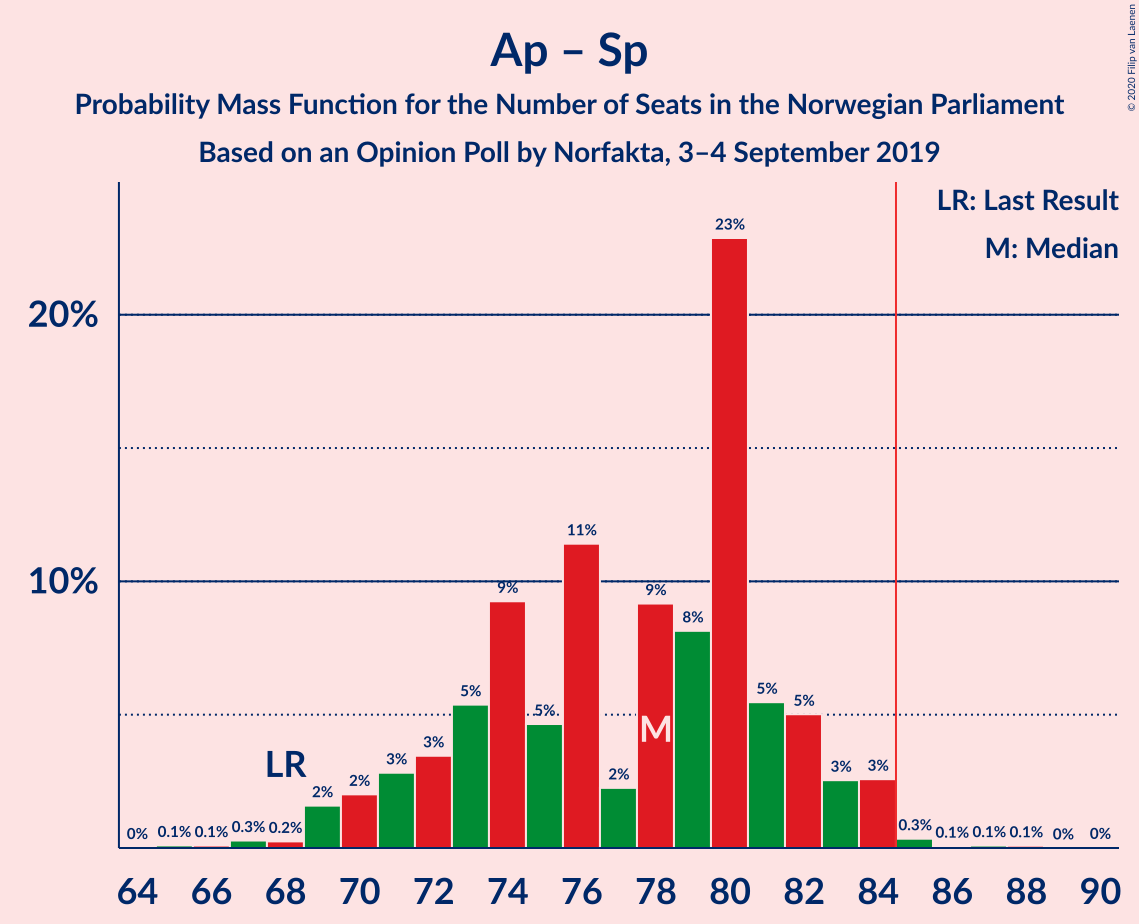 Ap – Sp
Probability Mass Function for the Number of Seats in the Norwegian Parliament
Based on an Opinion Poll by Norfakta, 3–4 September 2019
© 2020 Filip van Laenen
LR: Last Result
M: Median
20%
10%
0% 0.1% 0.1% 0.3% 0.2% 2% 2% 3% 3% 5% 9% 5% 11% 2% 9% 8% 23% 5% 5% 3% 3% 0.3% 0.1% 0.1% 0.1% 0% 0%
LR
M
64 66 68 70 72 74 76 78 80 82 84 86 88 90